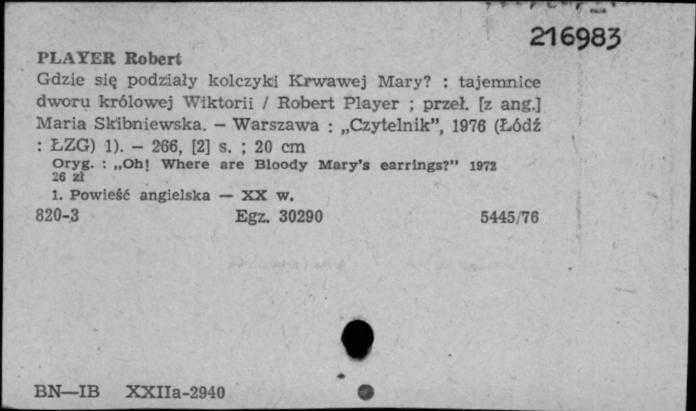 216983
PLAYER Robert
Gdzie się podziały kolczyki Krwawej Mary? : tajemnice
dworu królowej Wiktorii / Robert Player ; przeł. [z ang.]
Maria Skibniewska. — Warszawa : „Czytelnik”, 1976 (Łódź
: ŁZG) 1). — 266, [2] s. ; 20 cm
Oryg. : „Oh! Where are Bloody Mary's earrings?” 1972
26 zł
1. Powieść angielska — XX w.
820-3 Egz. 30290 5445/76
BN—IB XXIIa-2940